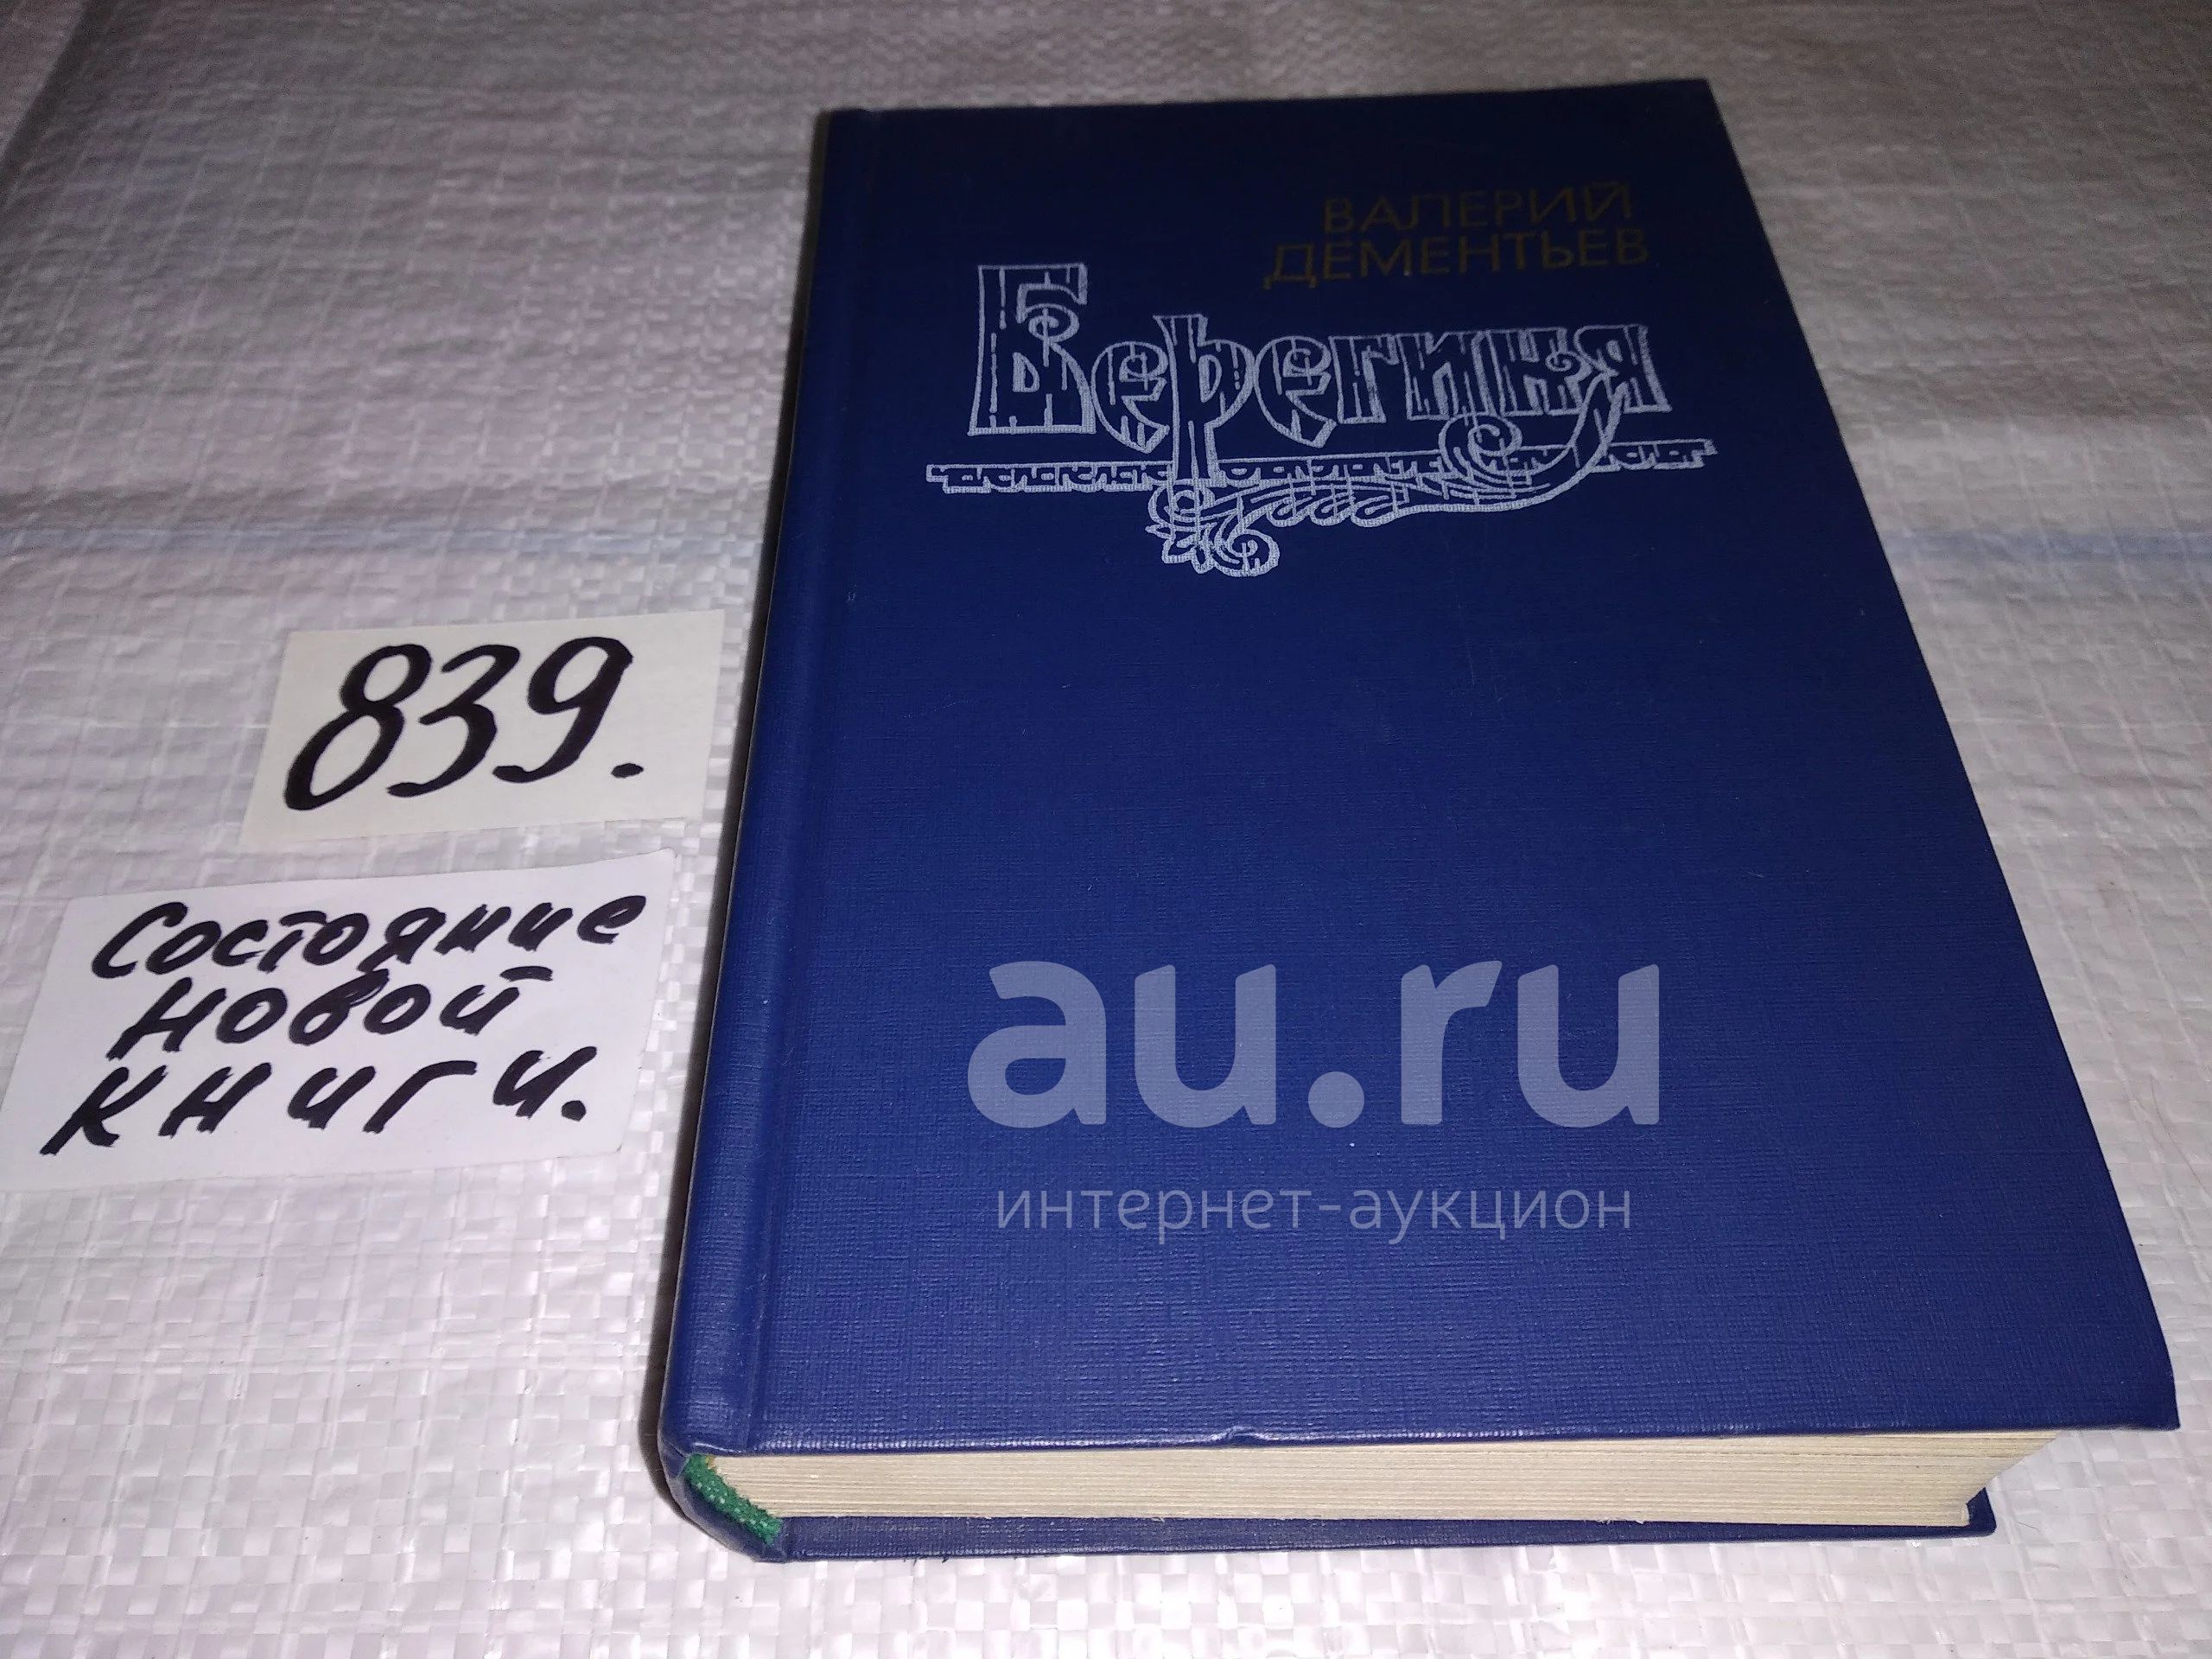 ВАЛЕРИЙ
ДЕМЕНТЬЕВ
Берегиня
839.
Состояние
новой
книги.
au.ru
интернет-аукцион